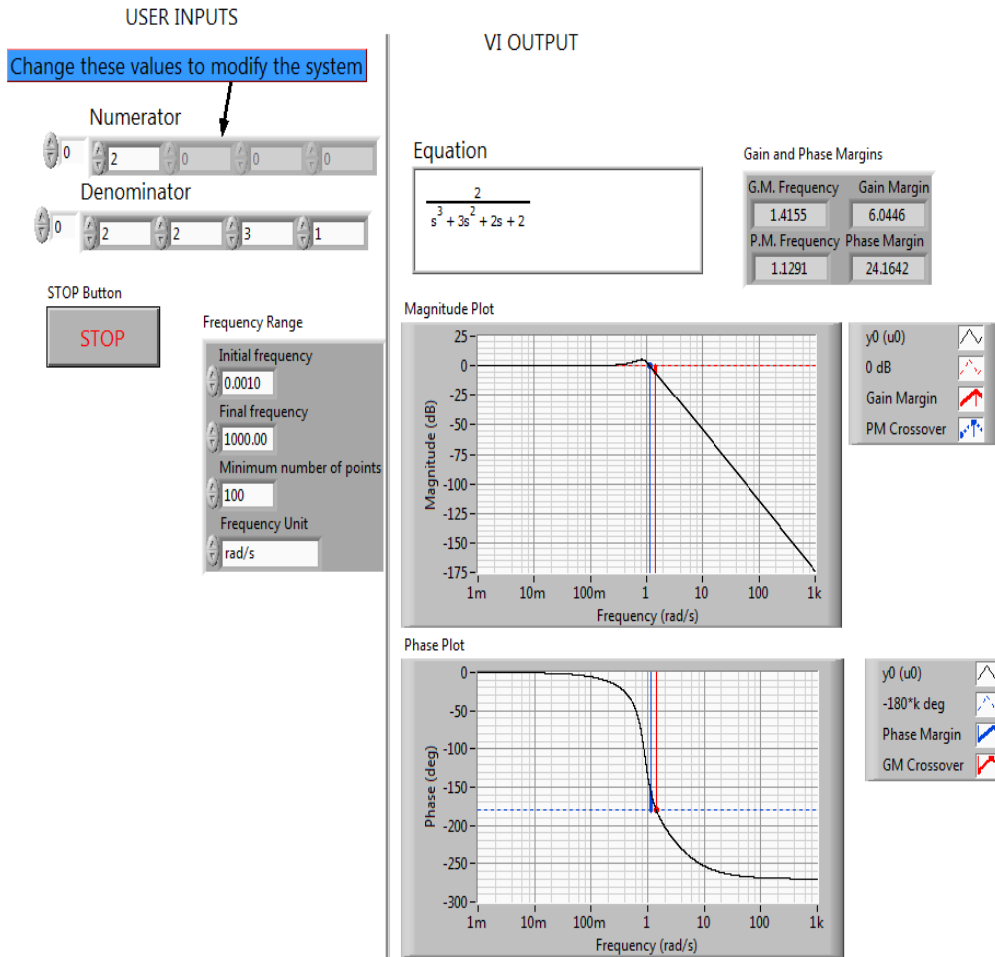 USER INPUTS
Change these values to modify the system
Numerator
0 2 0 0 0
Denominator
0 2 2 3 1
STOP Button
STOP
Frequency Range
Initial frequency
0.0010
Final frequency
1000.00
Minimum number of points
100
Frequency Unit
rad/s
VI OUTPUT
Equation
2
s^3 + 3s^2 + 2s + 2
Gain and Phase Margins
G.M. Frequency Gain Margin
1.4155 6.0446
P.M. Frequency Phase Margin
1.1291 24.1642
Magnitude Plot
25
0
-25
-50
-75
-100
-125
-150
-175
Magnitude (dB)
1m 10m 100m 1 10 100 1k
Frequency (rad/s)
y0 (u0)
0 dB
Gain Margin
PM Crossover
Phase Plot
0
-50
-100
-150
-200
-250
-300
Phase (deg)
1m 10m 100m 1 10 100 1k
Frequency (rad/s)
y0 (u0)
-180*k deg
Phase Margin
GM Crossover